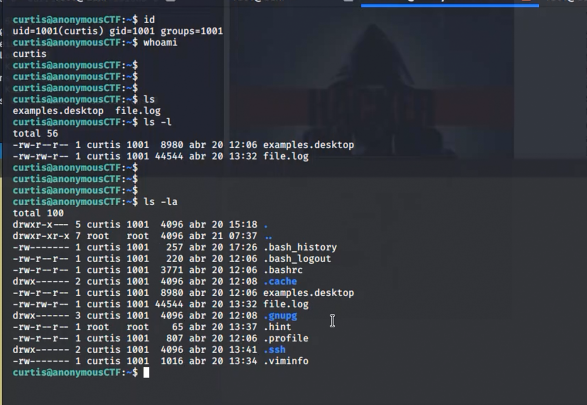 curtis@anonymousCTF:~$ id
uid=1001(curtis) gid=1001 groups=1001
curtis@anonymousCTF:~$ whoami
curtis
curtis@anonymousCTF:~$
curtis@anonymousCTF:~$
curtis@anonymousCTF:~$
curtis@anonymousCTF:~$ ls
examples.desktop  file.log
curtis@anonymousCTF:~$ ls -l
total 56
-rw-r--r-- 1 curtis 1001  8980 abr 20 12:06 examples.desktop
-rw-rw-r-- 1 curtis 1001 44544 abr 20 13:32 file.log
curtis@anonymousCTF:~$
curtis@anonymousCTF:~$
curtis@anonymousCTF:~$
curtis@anonymousCTF:~$ ls -la
total 100
drwxr-x--- 5 curtis 1001  4096 abr 20 15:18 .
drwxr-xr-x 7 root   root  4096 abr 21 07:37 ..
-rw------- 1 curtis 1001   257 abr 20 17:26 .bash_history
-rw-r--r-- 1 curtis 1001   220 abr 20 12:06 .bash_logout
-rw-r--r-- 1 curtis 1001  3771 abr 20 12:06 .bashrc
drwx------ 2 curtis 1001  4096 abr 20 12:08 .cache
-rw-r--r-- 1 curtis 1001  8980 abr 20 12:06 examples.desktop
-rw-rw-r-- 1 curtis 1001 44544 abr 20 13:32 file.log
drwx------ 3 curtis 1001  4096 abr 20 12:08 .gnupg
-rw-r--r-- 1 root   root    65 abr 20 13:37 .hint
-rw-r--r-- 1 curtis 1001   807 abr 20 12:06 .profile
drwx------ 2 curtis 1001  4096 abr 20 13:41 .ssh
-rw------- 1 curtis 1001  1016 abr 20 13:34 .viminfo
curtis@anonymousCTF:~$